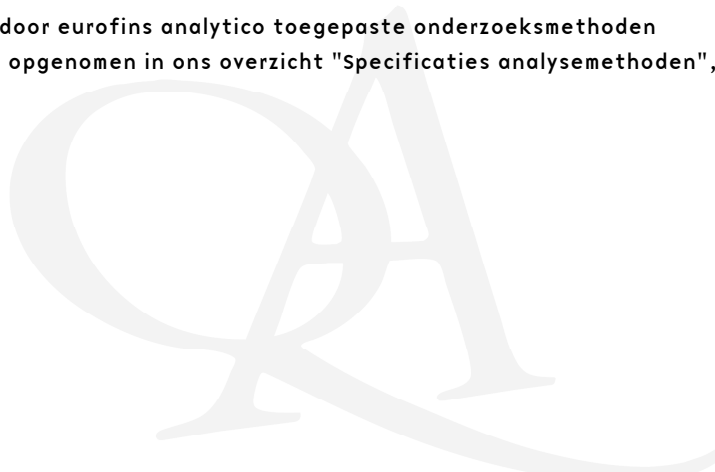 door eurofins analytico toegepaste onderzoeksmethoden
opgenomen in ons overzicht "Specificaties analysemethoden",